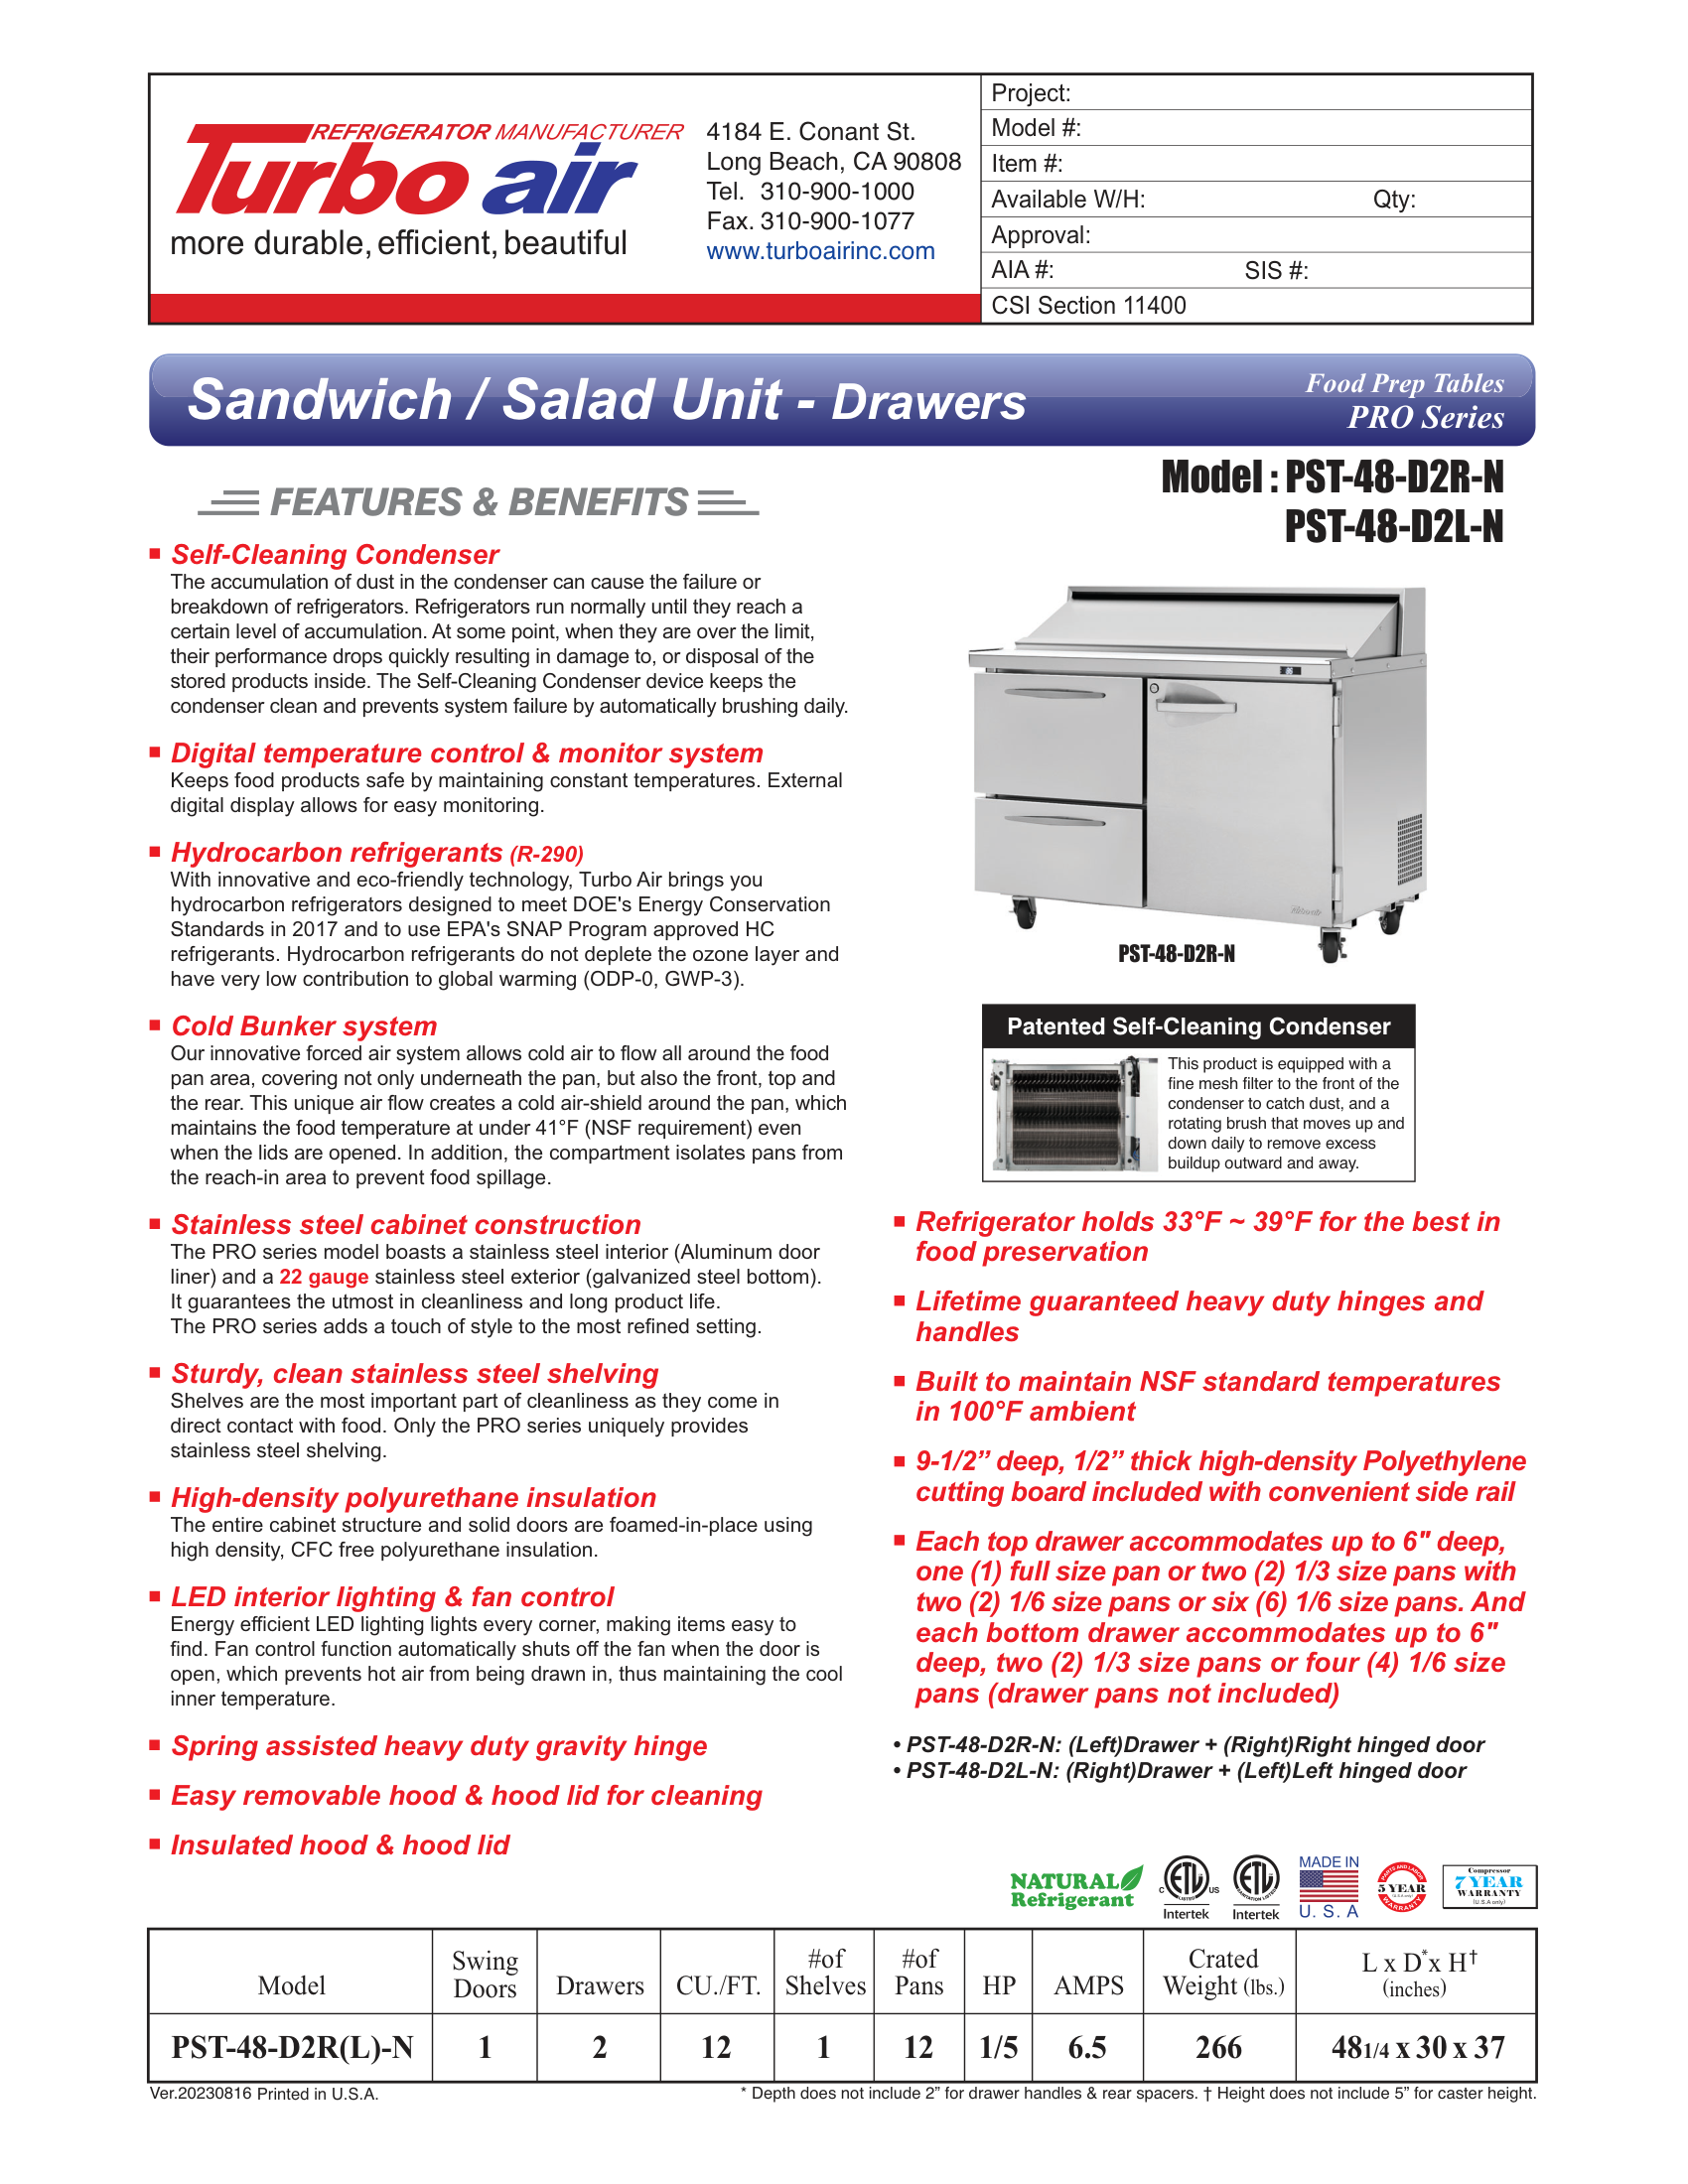 REFRIGERATOR MANUFACTURER
Turbo air
more durable, efficient, beautiful
4184 E. Conant St.
Long Beach, CA 90808
Tel. 310-900-1000
Fax. 310-900-1077
www.turboairinc.com
Project:
Model #:
Item #:
Available W/H: Qty:
Approval:
AIA #: SIS #:
CSI Section 11400
Sandwich / Salad Unit - Drawers
Food Prep Tables
PRO Series
Model : PST-48-D2R-N
PST-48-D2L-N
FEATURES & BENEFITS
Self-Cleaning Condenser
The accumulation of dust in the condenser can cause the failure or
breakdown of refrigerators. Refrigerators run normally until they reach a
certain level of accumulation. At some point, when they are over the limit,
their performance drops quickly resulting in damage to, or disposal of the
stored products inside. The Self-Cleaning Condenser device keeps the
condenser clean and prevents system failure by automatically brushing daily.
Digital temperature control & monitor system
Keeps food products safe by maintaining constant temperatures. External
digital display allows for easy monitoring.
Hydrocarbon refrigerants (R-290)
With innovative and eco-friendly technology, Turbo Air brings you
hydrocarbon refrigerators designed to meet DOE's Energy Conservation
Standards in 2017 and to use EPA's SNAP Program approved HC
refrigerants. Hydrocarbon refrigerants do not deplete the ozone layer and
have very low contribution to global warming (ODP-0, GWP-3).
Cold Bunker system
Our innovative forced air system allows cold air to flow all around the food
pan area, covering not only underneath the pan, but also the front, top and
the rear. This unique air flow creates a cold air-shield around the pan, which
maintains the food temperature at under 41°F (NSF requirement) even
when the lids are opened. In addition, the compartment isolates pans from
the reach-in area to prevent food spillage.
Stainless steel cabinet construction
The PRO series model boasts a stainless steel interior (Aluminum door
liner) and a 22 gauge stainless steel exterior (galvanized steel bottom).
It guarantees the utmost in cleanliness and long product life.
The PRO series adds a touch of style to the most refined setting.
Sturdy, clean stainless steel shelving
Shelves are the most important part of cleanliness as they come in
direct contact with food. Only the PRO series uniquely provides
stainless steel shelving.
High-density polyurethane insulation
The entire cabinet structure and solid doors are foamed-in-place using
high density, CFC free polyurethane insulation.
LED interior lighting & fan control
Energy efficient LED lighting lights every corner, making items easy to
find. Fan control function automatically shuts off the fan when the door is
open, which prevents hot air from being drawn in, thus maintaining the cool
inner temperature.
Spring assisted heavy duty gravity hinge
Easy removable hood & hood lid for cleaning
Insulated hood & hood lid
PST-48-D2R-N
Patented Self-Cleaning Condenser
This product is equipped with a
fine mesh filter to the front of the
condenser to catch dust, and a
rotating brush that moves up and
down daily to remove excess
buildup outward and away.
Refrigerator holds 33°F ~ 39°F for the best in
food preservation
Lifetime guaranteed heavy duty hinges and
handles
Built to maintain NSF standard temperatures
in 100°F ambient
9-1/2” deep, 1/2” thick high-density Polyethylene
cutting board included with convenient side rail
Each top drawer accommodates up to 6" deep,
one (1) full size pan or two (2) 1/3 size pans with
two (2) 1/6 size pans or six (6) 1/6 size pans. And
each bottom drawer accommodates up to 6"
deep, two (2) 1/3 size pans or four (4) 1/6 size
pans (drawer pans not included)
• PST-48-D2R-N: (Left)Drawer + (Right)Right hinged door
• PST-48-D2L-N: (Right)Drawer + (Left)Left hinged door
NATURAL
Refrigerant
C ETL US
LISTED
Intertek
ETL
SANITATION LISTED
Intertek
MADE IN
U. S. A
PARTS AND LABOR
5 YEAR
(U.S.A only)
WARRANTY
Compressor
7 YEAR
WARRANTY
(U.S.A only)
Model Swing Doors Drawers CU./FT. #of Shelves #of Pans HP AMPS Crated Weight (lbs.) L x D* x H† (inches)
PST-48-D2R(L)-N 1 2 12 1 12 1/5 6.5 266 48 1/4 x 30 x 37
Ver.20230816 Printed in U.S.A.
* Depth does not include 2” for drawer handles & rear spacers. † Height does not include 5” for caster height.